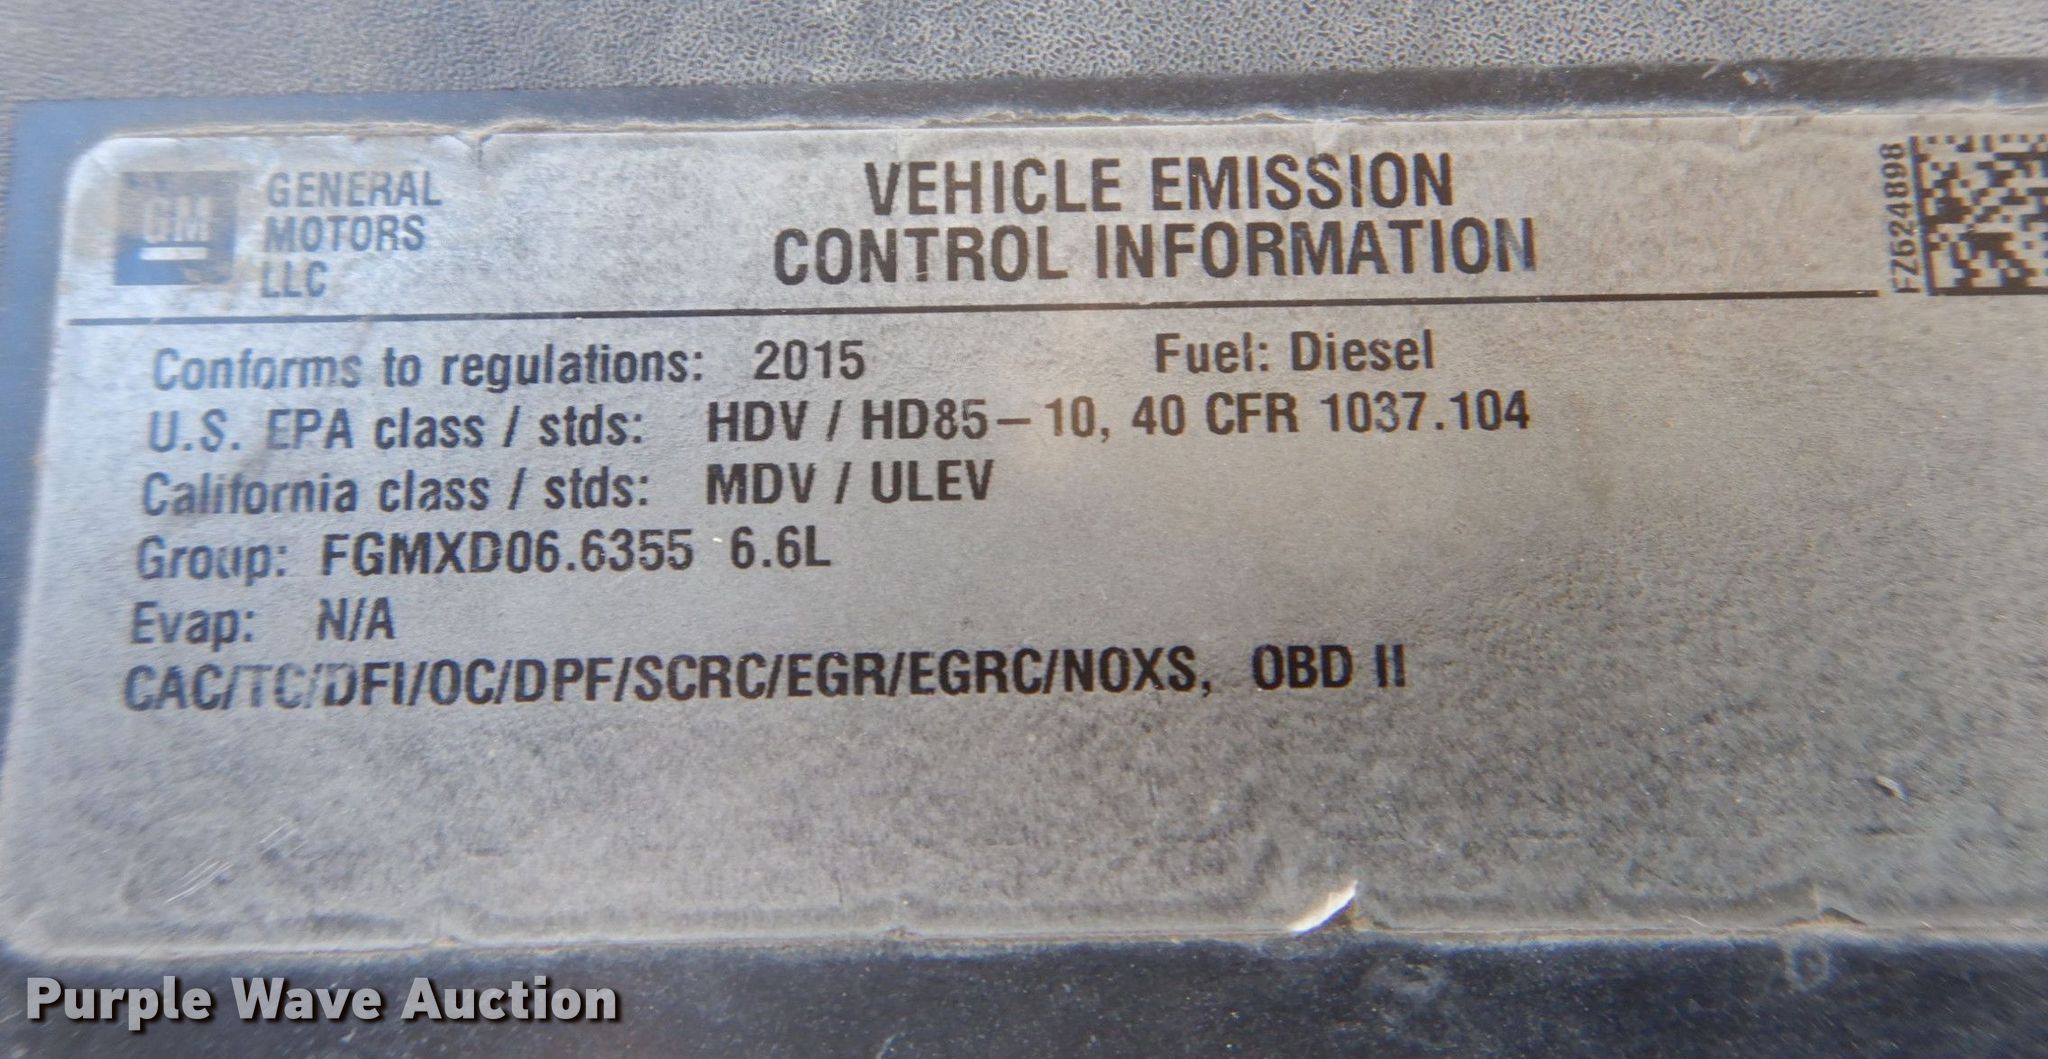 GM
GENERAL
MOTORS
LLC
VEHICLE EMISSION
CONTROL INFORMATION
FZ624898
Conforms to regulations: 2015 Fuel: Diesel
U.S. EPA class / stds: HDV / HD85–10, 40 CFR 1037.104
California class / stds: MDV / ULEV
Group: FGMXD06.6355 6.6L
Evap: N/A
CAC/TC/DFI/OC/DPF/SCRC/EGR/EGRC/NOXS, OBD II
Purple Wave Auction